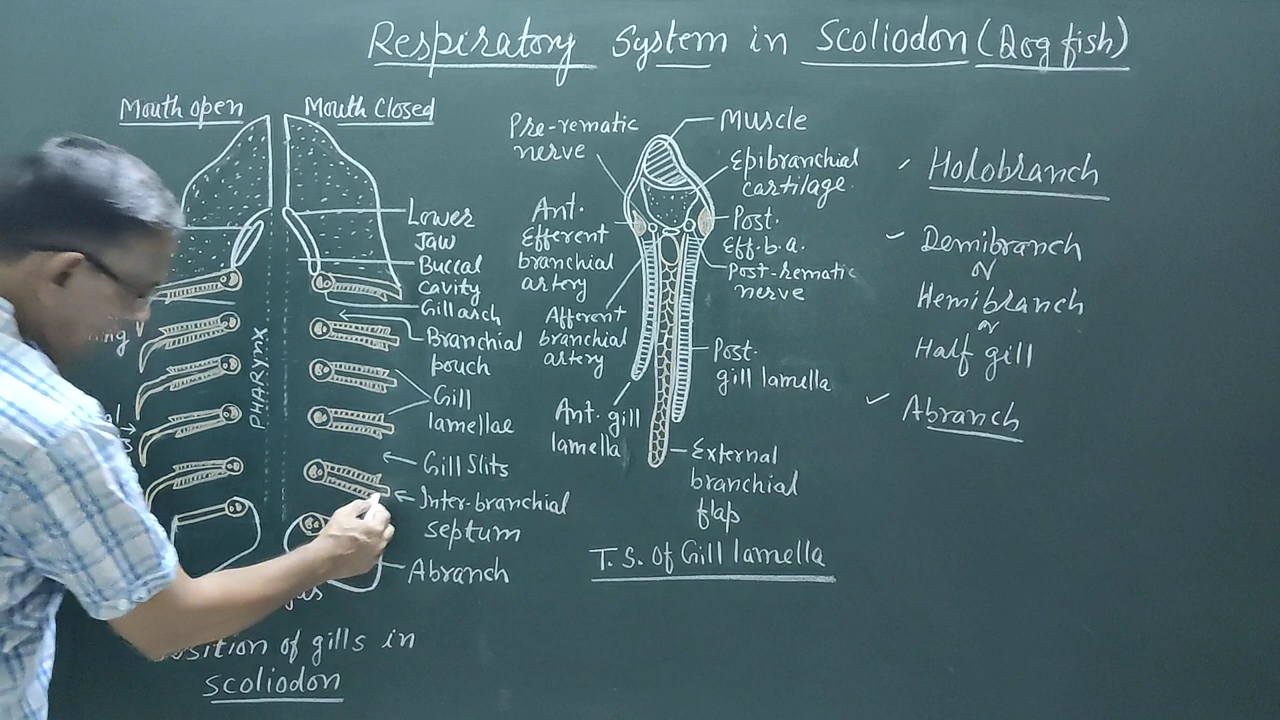 Respiratory System in Scoliodon (Dog fish)
Mouth open
Mouth Closed
PHARYNX
Lower
Jaw
Buccal
cavity
Gill arch
Branchial
pouch
Gill
lamellae
Gill Slits
Inter-branchial
septum
Abranch
of gills in
scoliodon
Pre-rematic
nerve
Ant.
Efferent
branchial
artery
Afferent
branchial
artery
Ant. gill
lamella
Muscle
Epibranchial
cartilage.
Post.
Eff. b. a.
Post-rematic
nerve
Post-
gill lamella
External
branchial
flap
T. S. Of Gill lamella
Holobranch
Demibranch
or
Hemibranch
or
Half gill
Abranch